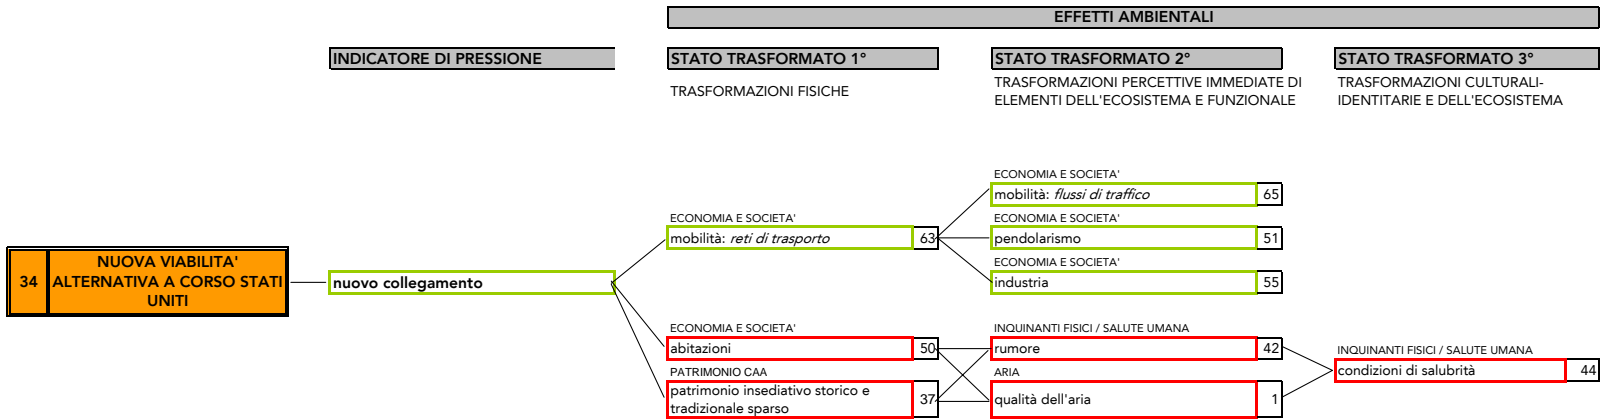 EFFETTI AMBIENTALI
INDICATORE DI PRESSIONE
STATO TRASFORMATO 1°
STATO TRASFORMATO 2°
STATO TRASFORMATO 3°
TRASFORMAZIONI FISICHE
TRASFORMAZIONI PERCETTIVE IMMEDIATE DI
ELEMENTI DELL'ECOSISTEMA E FUNZIONALE
TRASFORMAZIONI CULTURALI-
IDENTITARIE E DELL'ECOSISTEMA
34
NUOVA VIABILITA'
ALTERNATIVA A CORSO STATI
UNITI
nuovo collegamento
ECONOMIA E SOCIETA'
mobilità: reti di trasporto 63
ECONOMIA E SOCIETA'
mobilità: flussi di traffico 65
ECONOMIA E SOCIETA'
pendolarismo 51
ECONOMIA E SOCIETA'
industria 55
ECONOMIA E SOCIETA'
abitazioni 50
PATRIMONIO CAA
patrimonio insediativo storico e
tradizionale sparso 37
INQUINANTI FISICI / SALUTE UMANA
rumore 42
ARIA
qualità dell'aria 1
INQUINANTI FISICI / SALUTE UMANA
condizioni di salubrità 44